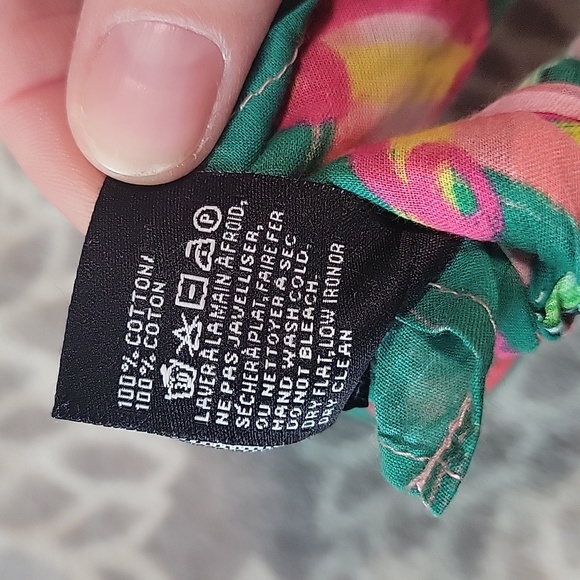 100% COTTON/
100% COTON
30 P
LAVER À LA MAIN À FROID,
NE PAS JAVELLISER,
SÉCHER À PLAT, FAIRE FER
OU NETTOYER À SEC
HAND WASH COLD.
DO NOT BLEACH.
DRY FLAT, LOW IRON OR
DRY CLEAN